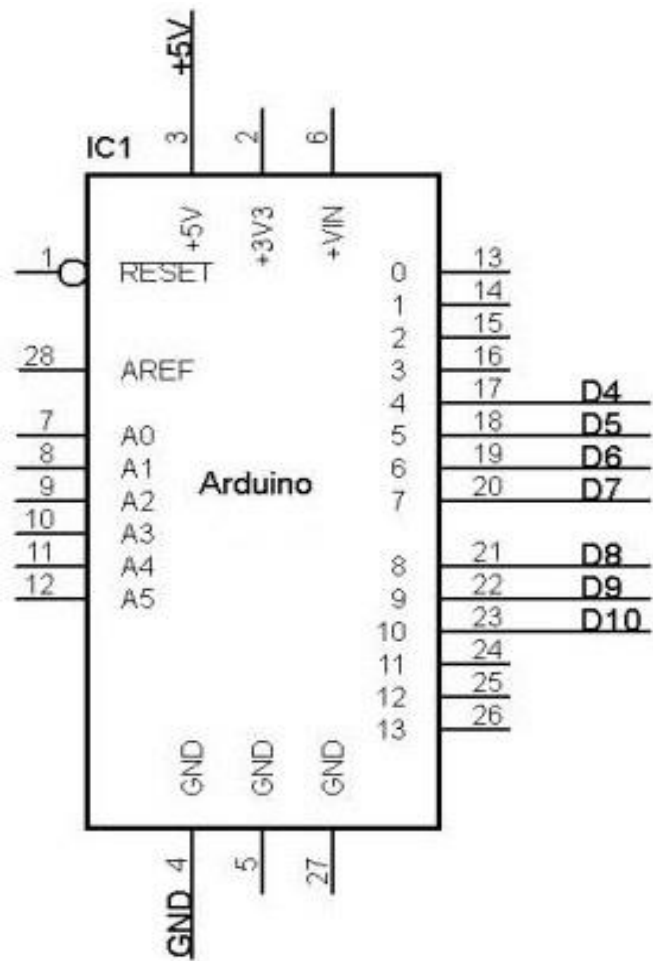 +5V
IC1
3 2 6
+5V +3V3 +VIN
1 RESET 0 13
1 14
2 15
28 AREF 3 16
4 17 D4
7 A0 5 18 D5
8 A1 6 19 D6
9 A2 Arduino 7 20 D7
10 A3
11 A4 8 21 D8
12 A5 9 22 D9
10 23 D10
11 24
12 25
13 26
GND GND GND
4 5 27
GND